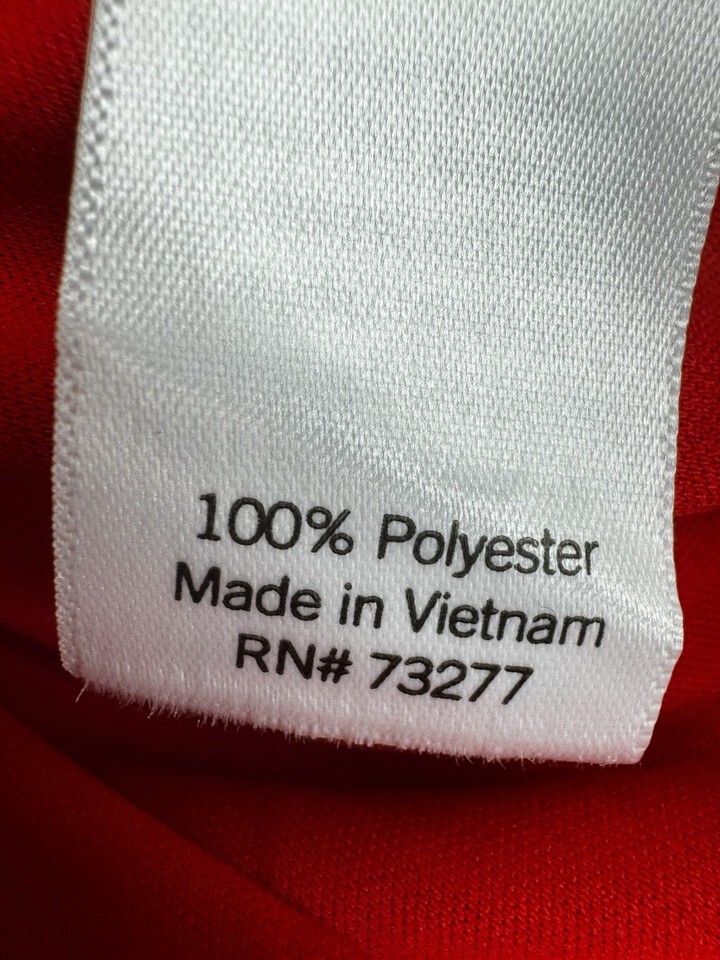 100% Polyester
Made in Vietnam
RN# 73277